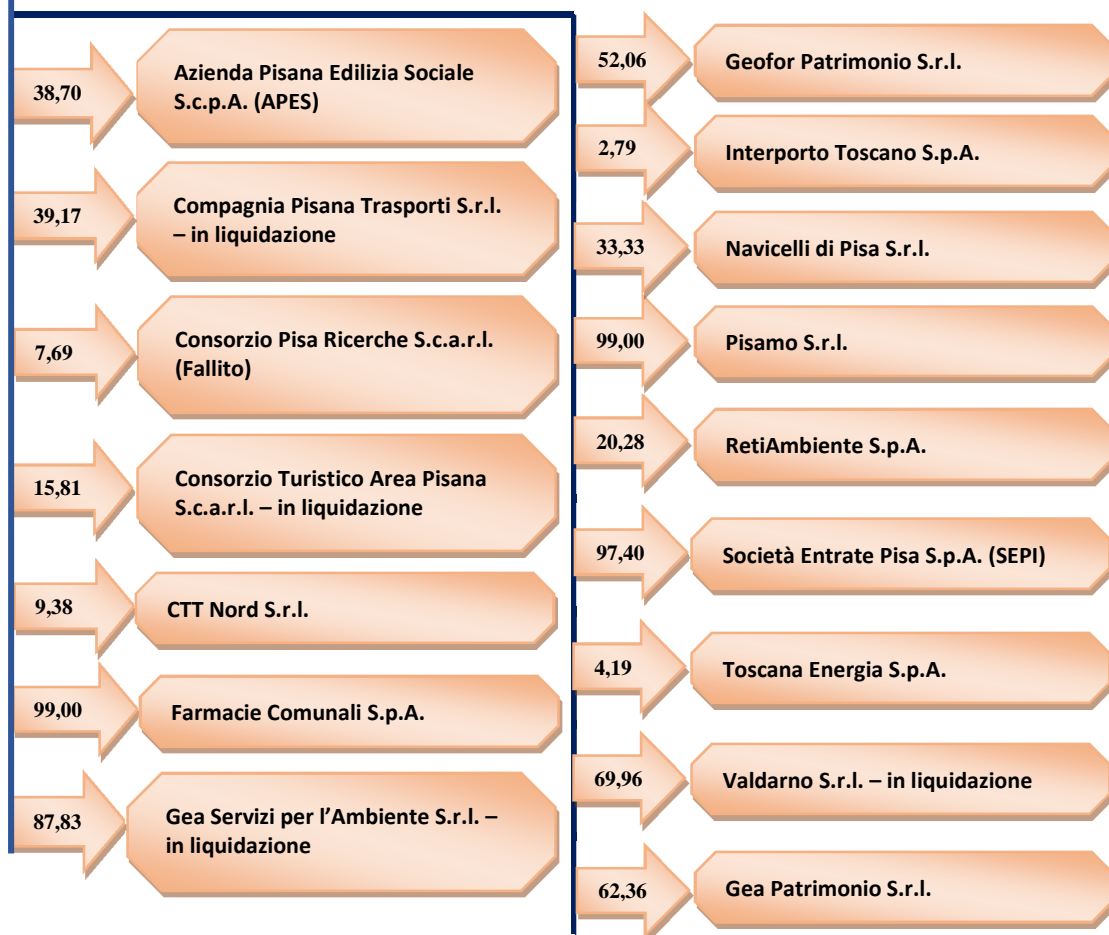 38,70
Azienda Pisana Edilizia Sociale
S.c.p.A. (APES)
39,17
Compagnia Pisana Trasporti S.r.l.
– in liquidazione
7,69
Consorzio Pisa Ricerche S.c.a.r.l.
(Fallito)
15,81
Consorzio Turistico Area Pisana
S.c.a.r.l. – in liquidazione
9,38
CTT Nord S.r.l.
99,00
Farmacie Comunali S.p.A.
87,83
Gea Servizi per l’Ambiente S.r.l. –
in liquidazione
52,06
Geofor Patrimonio S.r.l.
2,79
Interporto Toscano S.p.A.
33,33
Navicelli di Pisa S.r.l.
99,00
Pisamo S.r.l.
20,28
RetiAmbiente S.p.A.
97,40
Società Entrate Pisa S.p.A. (SEPI)
4,19
Toscana Energia S.p.A.
69,96
Valdarno S.r.l. – in liquidazione
62,36
Gea Patrimonio S.r.l.